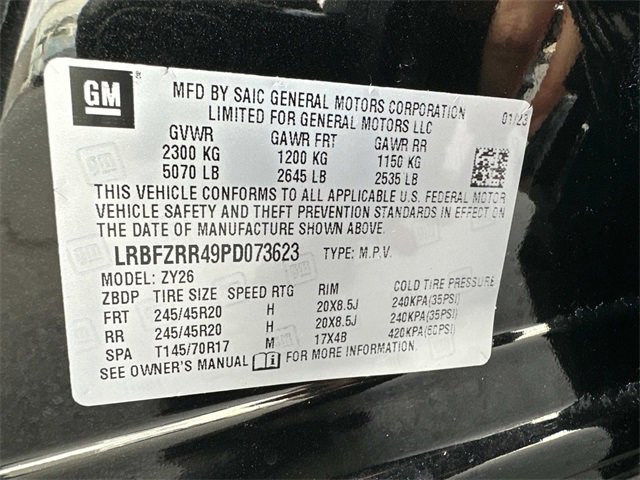 GM
MFD BY SAIC GENERAL MOTORS CORPORATION
LIMITED FOR GENERAL MOTORS LLC
01/23
GVWR GAWR FRT GAWR RR
2300 KG 1200 KG 1150 KG
5070 LB 2645 LB 2535 LB
THIS VEHICLE CONFORMS TO ALL APPLICABLE U.S. FEDERAL MOTOR
VEHICLE SAFETY AND THEFT PREVENTION STANDARDS IN EFFECT ON
THE DATE OF MANUFACTURE SHOWN ABOVE.
LRBFZRR49PD073623 TYPE: M.P.V.
MODEL: ZY26
ZBDP TIRE SIZE SPEED RTG RIM COLD TIRE PRESSURE
FRT 245/45R20 H 20X8.5J 240KPA(35PSI)
RR 245/45R20 H 20X8.5J 240KPA(35PSI)
SPA T145/70R17 M 17X4B 420KPA(60PSI)
SEE OWNER'S MANUAL FOR MORE INFORMATION.